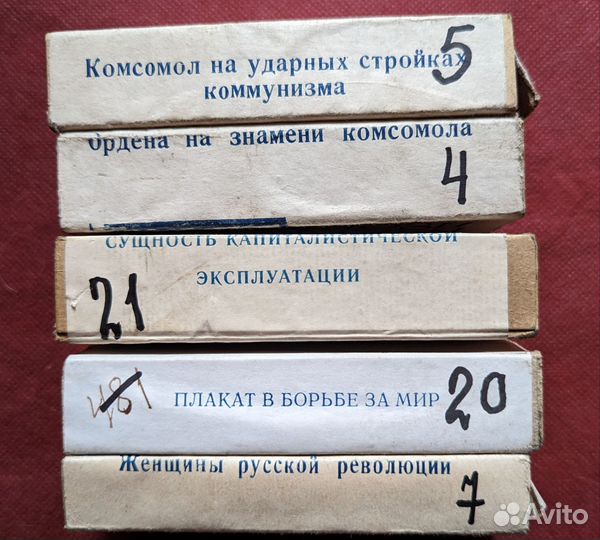 Комсомол на ударных стройках 5
коммунизма
Ордена на знамени комсомола
4
СУЩНОСТЬ КАПИТАЛИСТИЧЕСКОЙ
ЭКСПЛУАТАЦИИ
21
481 ПЛАКАТ В БОРЬБЕ ЗА МИР 20
Женщины русской революции
7
Avito